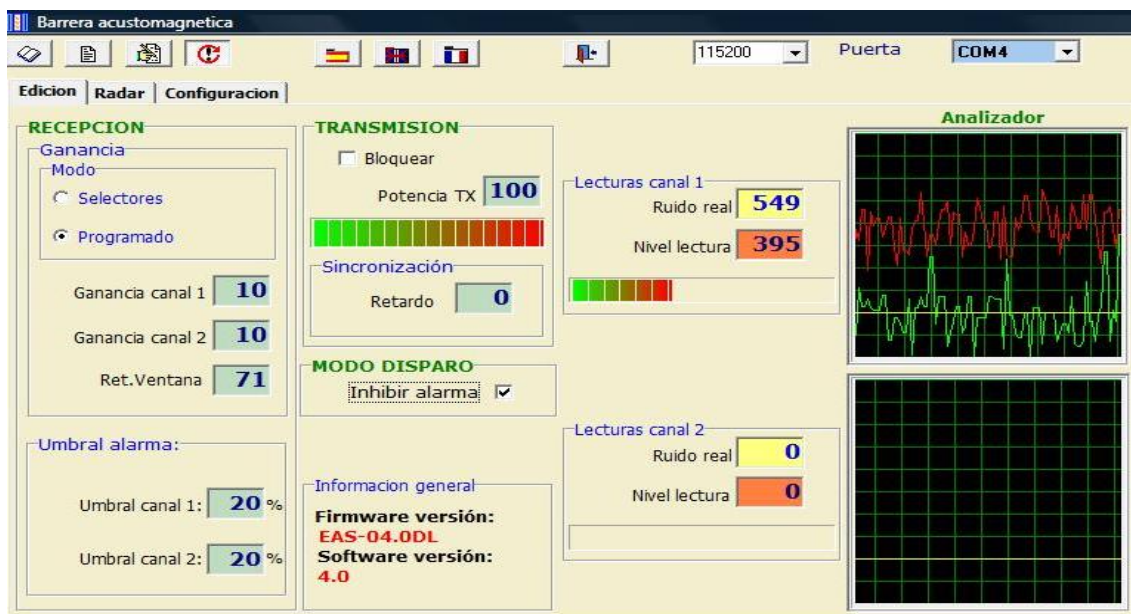 Barrera acustomagnetica
115200
Puerta
COM4
Edicion
Radar
Configuracion
RECEPCION
Ganancia
Modo
Selectores
Programado
Ganancia canal 1 10
Ganancia canal 2 10
Ret.Ventana 71
Umbral alarma:
Umbral canal 1: 20 %
Umbral canal 2: 20 %
TRANSMISION
Bloquear
Potencia TX 100
Sincronización
Retardo 0
MODO DISPARO
Inhibir alarma
Informacion general
Firmware versión:
EAS-04.0DL
Software versión:
4.0
Lecturas canal 1
Ruido real 549
Nivel lectura 395
Lecturas canal 2
Ruido real 0
Nivel lectura 0
Analizador